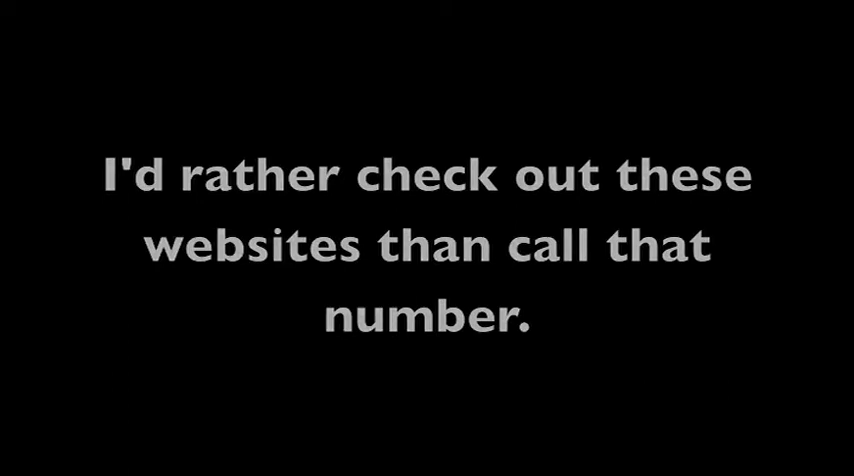 I'd rather check out these
websites than call that
number.